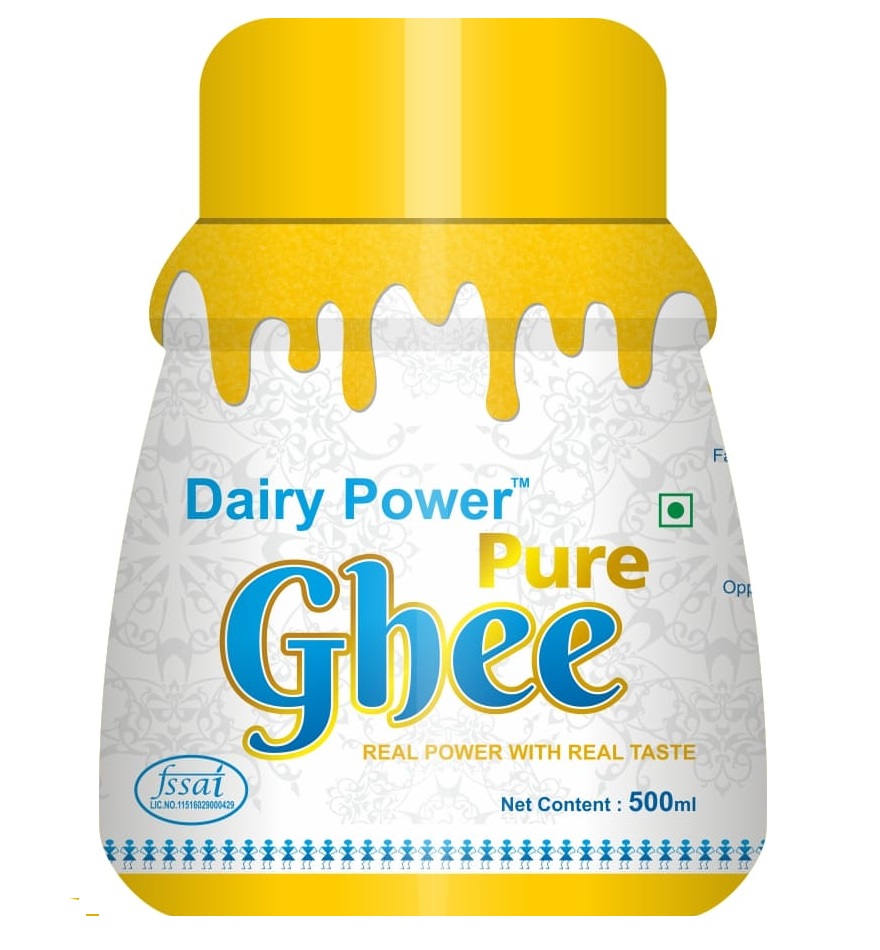 Dairy Power™
Pure
Ghee
REAL POWER WITH REAL TASTE
fssai
LIC.NO.11516029000429
Net Content : 500ml